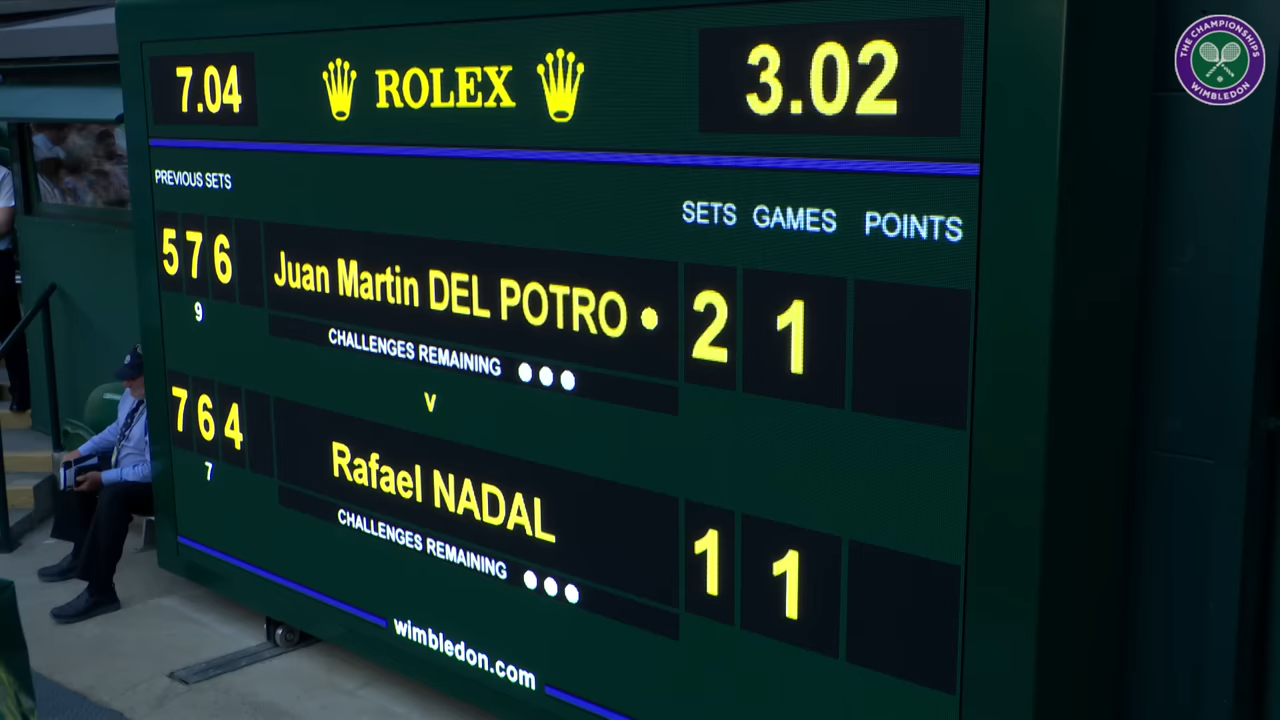 7.04 ROLEX 3.02
THE CHAMPIONSHIPS
WIMBLEDON
PREVIOUS SETS
SETS GAMES POINTS
5 7 6 Juan Martin DEL POTRO • 2 1
9
CHALLENGES REMAINING
v
7 6 4 Rafael NADAL 1 1
7
CHALLENGES REMAINING
wimbledon.com